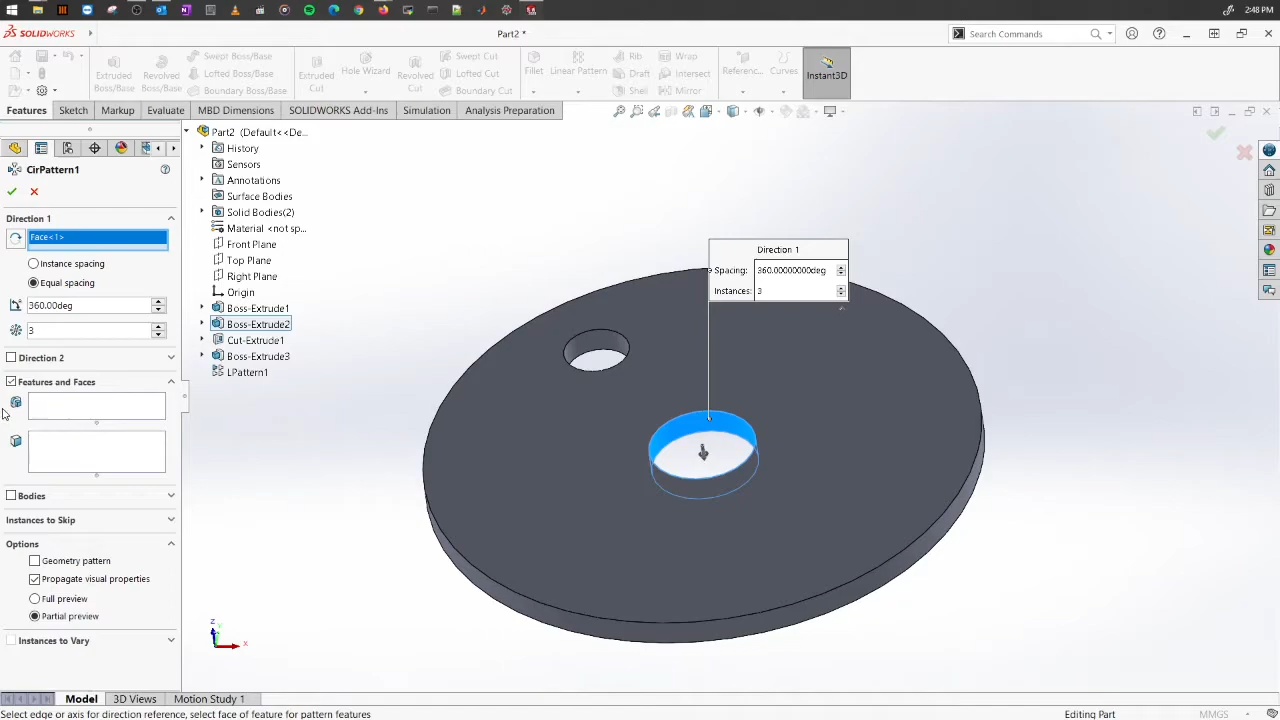 2:48 PM
SOLIDWORKS
Part2 *
Search Commands
Extruded Boss/Base
Revolved Boss/Base
Swept Boss/Base
Lofted Boss/Base
Boundary Boss/Base
Extruded Cut
Hole Wizard
Revolved Cut
Swept Cut
Lofted Cut
Boundary Cut
Fillet
Linear Pattern
Rib
Draft
Shell
Wrap
Intersect
Mirror
Referenc...
Curves
Instant3D
Features
Sketch
Markup
Evaluate
MBD Dimensions
SOLIDWORKS Add-Ins
Simulation
Analysis Preparation
CirPattern1
Direction 1
Face<1>
Instance spacing
Equal spacing
360.00deg
3
Direction 2
Features and Faces
Bodies
Instances to Skip
Options
Geometry pattern
Propagate visual properties
Full preview
Partial preview
Instances to Vary
Part2 (Default<<De...
History
Sensors
Annotations
Surface Bodies
Solid Bodies(2)
Material <not sp...
Front Plane
Top Plane
Right Plane
Origin
Boss-Extrude1
Boss-Extrude2
Cut-Extrude1
Boss-Extrude3
LPattern1
Direction 1
Spacing: 360.00000000deg
Instances: 3
Z
Y
X
Model
3D Views
Motion Study 1
Select edge or axis for direction reference, select face of feature for pattern features
Editing Part
MMGS